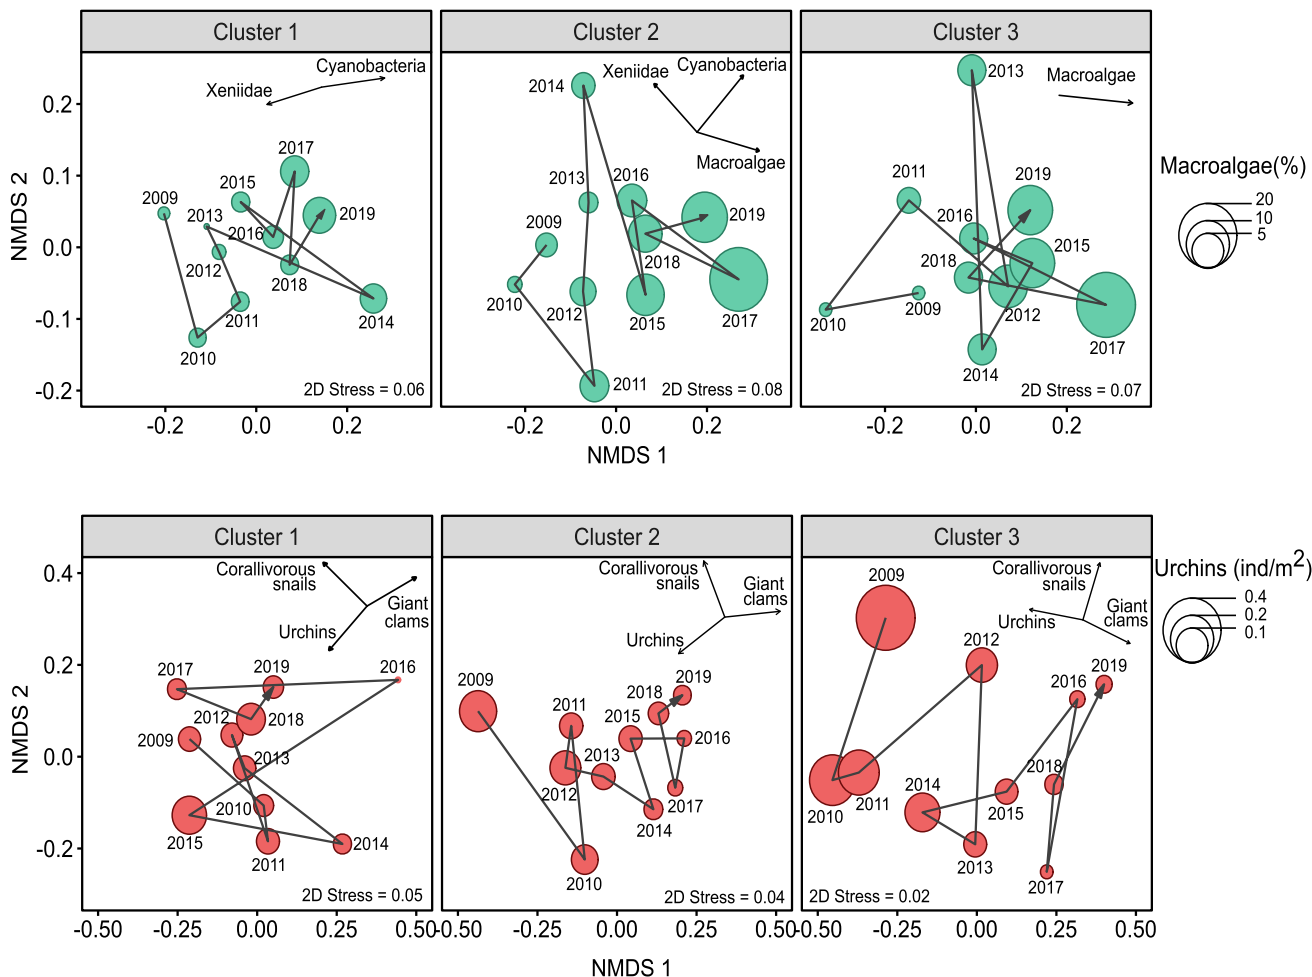 Cluster 1
Cluster 2
Cluster 3
Cyanobacteria
Xeniidae
2017
2015
2009
2013
2016
2019
2012
2018
2011
2014
2010
2D Stress = 0.06
Xeniidae
Cyanobacteria
Macroalgae
2014
2013
2016
2009
2019
2018
2010
2012
2015
2017
2011
2D Stress = 0.08
Macroalgae
2013
2011
2019
2016
2015
2018
2009
2010
2012
2014
2017
2D Stress = 0.07
Macroalgae(%)
20
10
5
NMDS 2
0.2
0.1
0.0
-0.1
-0.2
-0.2
0.0
0.2
-0.2
0.0
0.2
-0.2
0.0
0.2
NMDS 1
Cluster 1
Cluster 2
Cluster 3
Corallivorous
snails
Giant
clams
Urchins
2017
2019
2016
2012
2018
2009
2013
2010
2015
2011
2014
2D Stress = 0.05
Corallivorous
snails
Giant
clams
Urchins
2009
2011
2019
2018
2015
2016
2013
2012
2017
2014
2010
2D Stress = 0.04
Corallivorous
snails
Urchins
Giant
clams
2009
2012
2019
2016
2018
2014
2010
2011
2015
2013
2017
2D Stress = 0.02
Urchins (ind/m2)
0.4
0.2
0.1
NMDS 2
0.4
0.2
0.0
-0.2
-0.50
-0.25
0.00
0.25
0.50
-0.25
0.00
0.25
0.50
-0.50
-0.25
0.00
0.25
0.50
NMDS 1